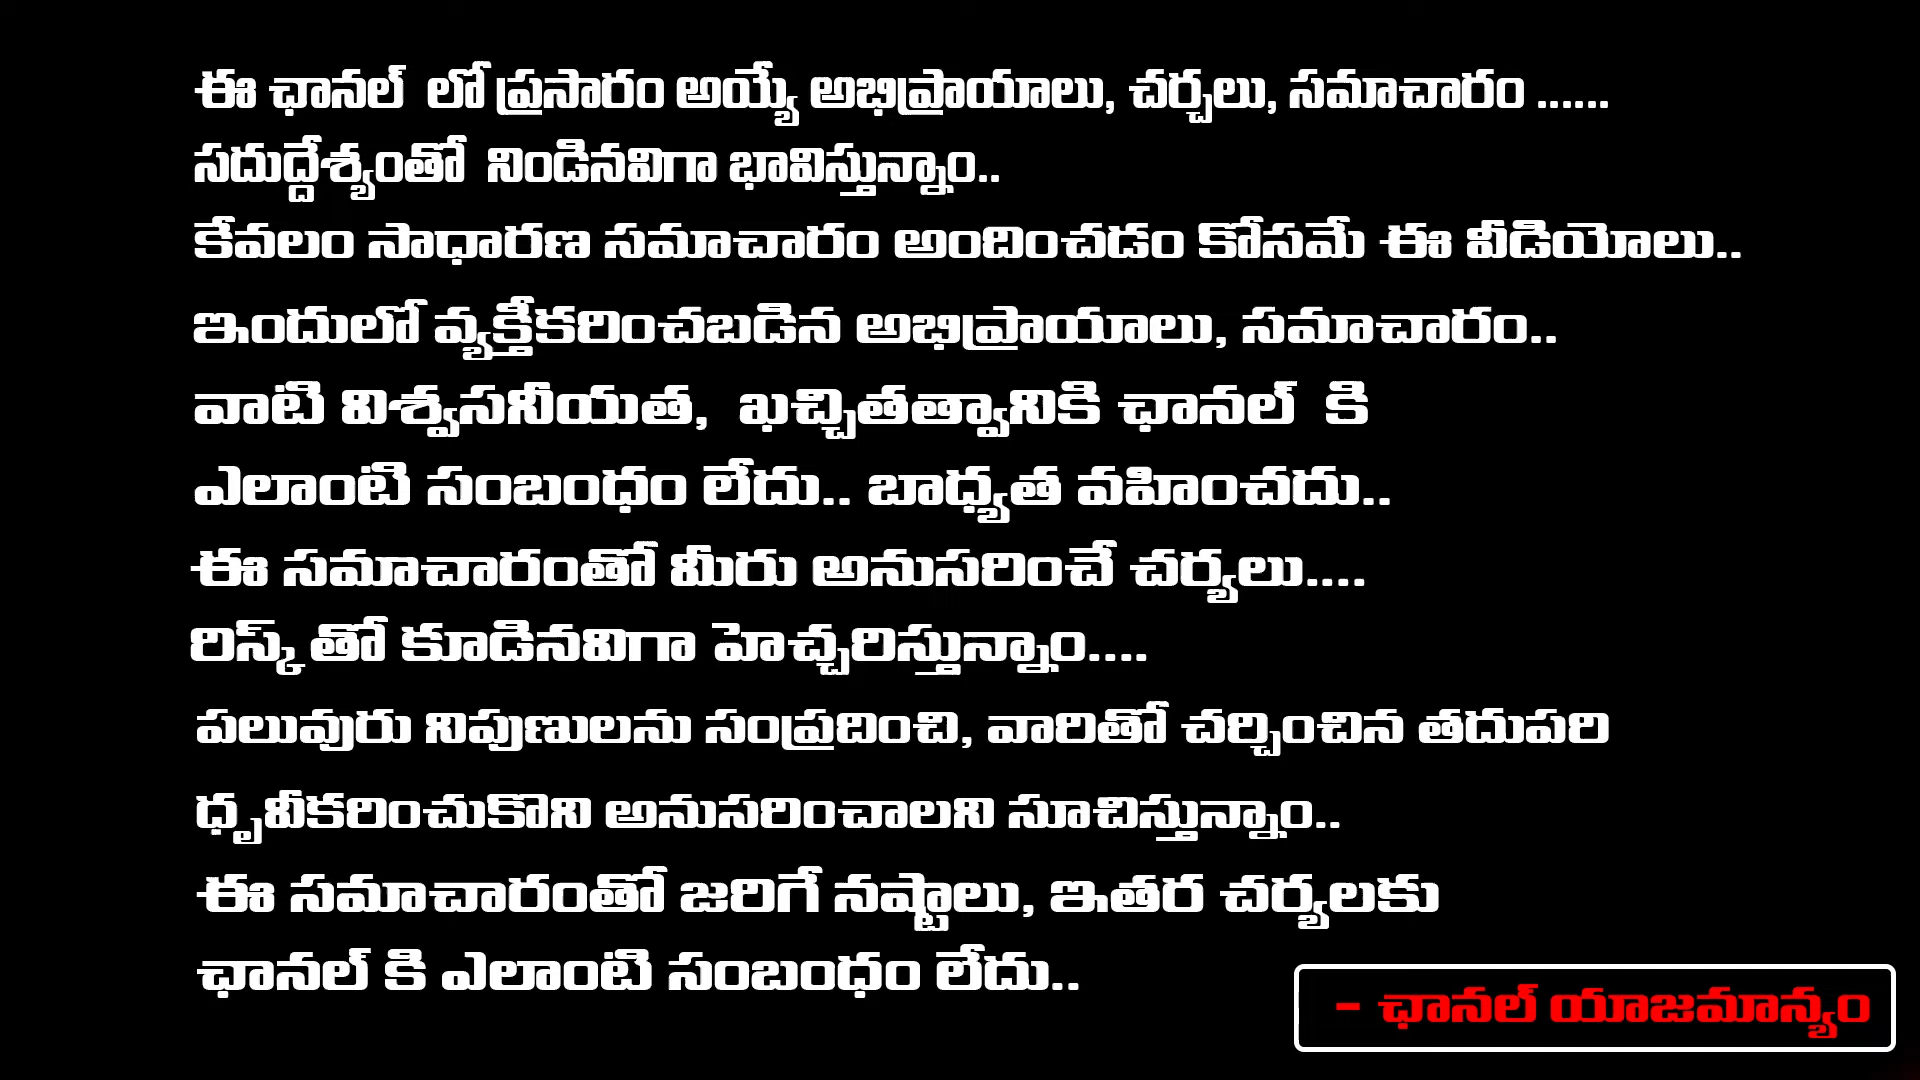 ఈ ఛానల్ లో ప్రసారం అయ్యే అభిప్రాయాలు, చర్చలు, సమాచారం ......
సదుద్దేశ్యంతో నిండినవిగా భావిస్తున్నాం..
కేవలం సాధారణ సమాచారం అందించడం కోసమే ఈ వీడియోలు..
ఇందులో వ్యక్తీకరించబడిన అభిప్రాయాలు, సమాచారం..
వాటి విశ్వసనీయత, ఖచ్చితత్వానికి ఛానల్ కి
ఎలాంటి సంబంధం లేదు.. బాధ్యత వహించదు..
ఈ సమాచారంతో మీరు అనుసరించే చర్యలు....
రిస్క్ తో కూడినవిగా హెచ్చరిస్తున్నాం....
పలువురు నిపుణులను సంప్రదించి, వారితో చర్చించిన తదుపరి
ధృవీకరించుకొని అనుసరించాలని సూచిస్తున్నాం..
ఈ సమాచారంతో జరిగే నష్టాలు, ఇతర చర్యలకు
ఛానల్ కి ఎలాంటి సంబంధం లేదు..
- ఛానల్ యాజమాన్యం